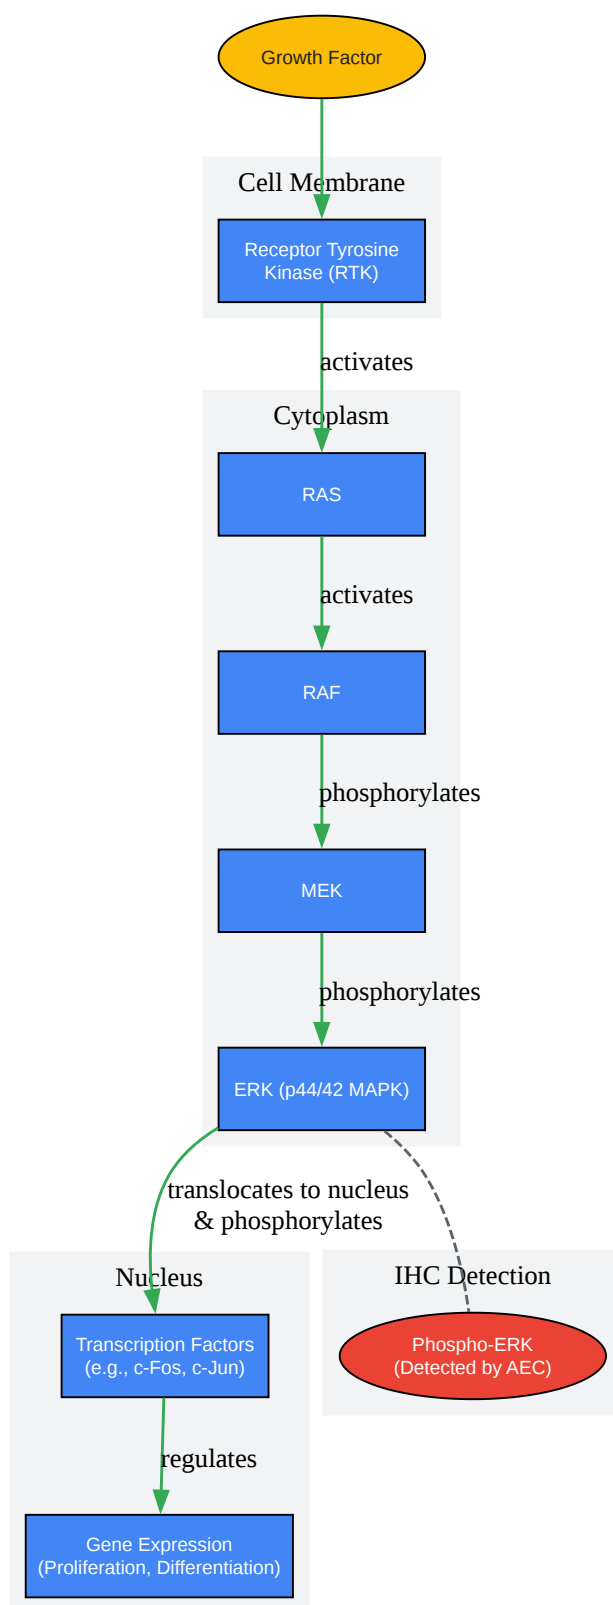 Growth Factor
Cell Membrane
Receptor Tyrosine
Kinase (RTK)
activates
Cytoplasm
RAS
activates
RAF
phosphorylates
MEK
phosphorylates
ERK (p44/42 MAPK)
translocates to nucleus
& phosphorylates
Nucleus
IHC Detection
Transcription Factors
(e.g., c-Fos, c-Jun)
Phospho-ERK
(Detected by AEC)
regulates
Gene Expression
(Proliferation, Differentiation)